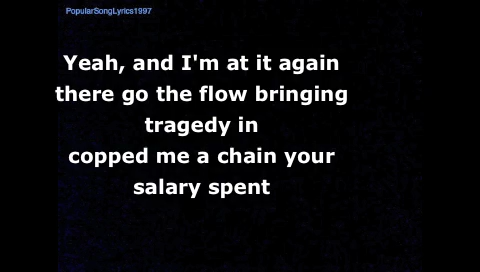 PopularSongLyrics1997
Yeah, and I'm at it again
there go the flow bringing
tragedy in
copped me a chain your
salary spent